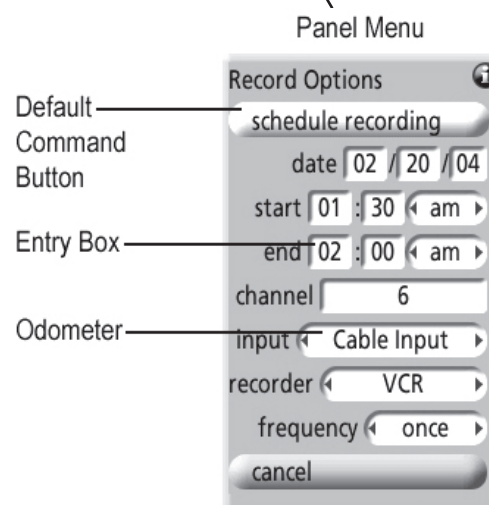 Panel Menu
Record Options i
Default Command Button
schedule recording
date 02 / 20 / 04
start 01 : 30 am
Entry Box
end 02 : 00 am
channel 6
Odometer
input Cable Input
recorder VCR
frequency once
cancel